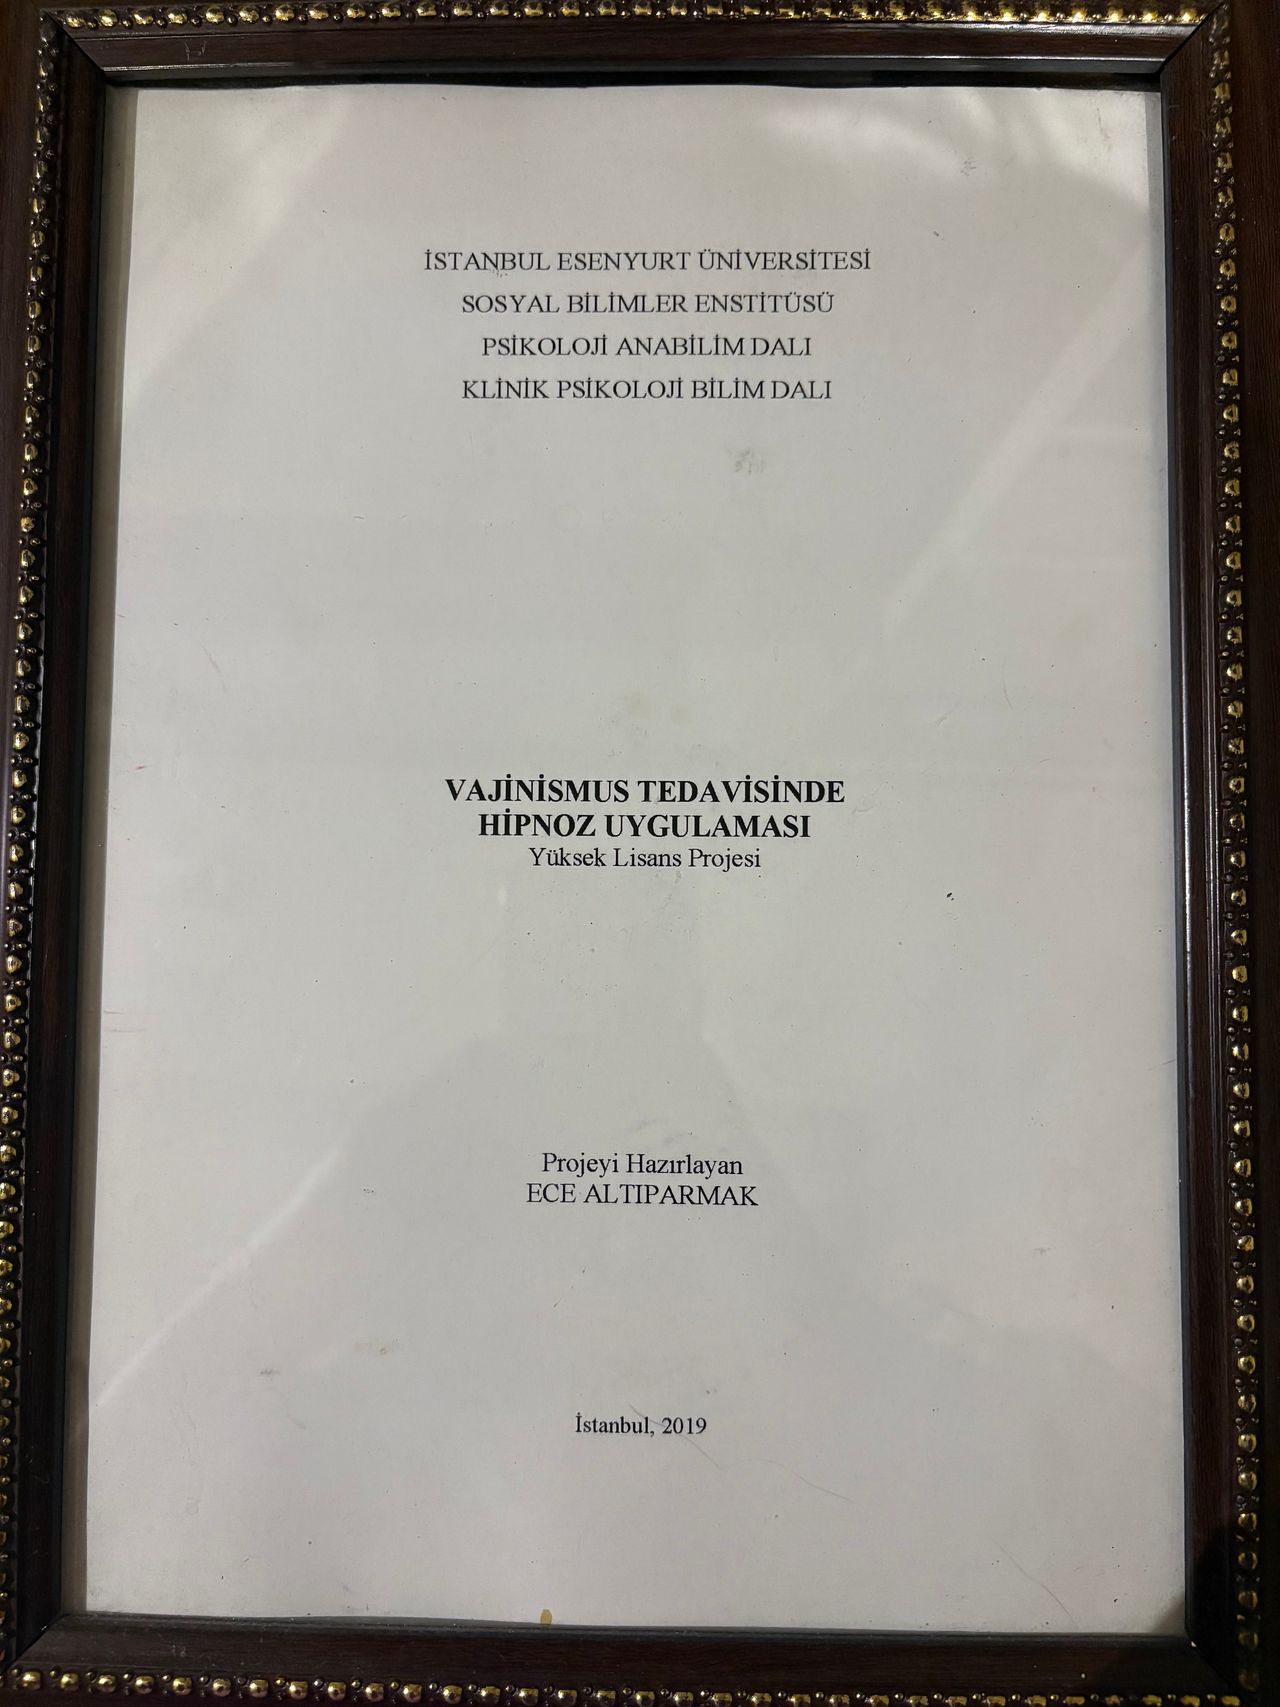 İSTANBUL ESENYURT ÜNİVERSİTESİ
SOSYAL BİLİMLER ENSTİTÜSÜ
PSİKOLOJİ ANABİLİM DALI
KLİNİK PSİKOLOJİ BİLİM DALI
VAJİNİSMUS TEDAVİSİNDE
HİPNOZ UYGULAMASI
Yüksek Lisans Projesi
Projeyi Hazırlayan
ECE ALTIPARMAK
İstanbul, 2019